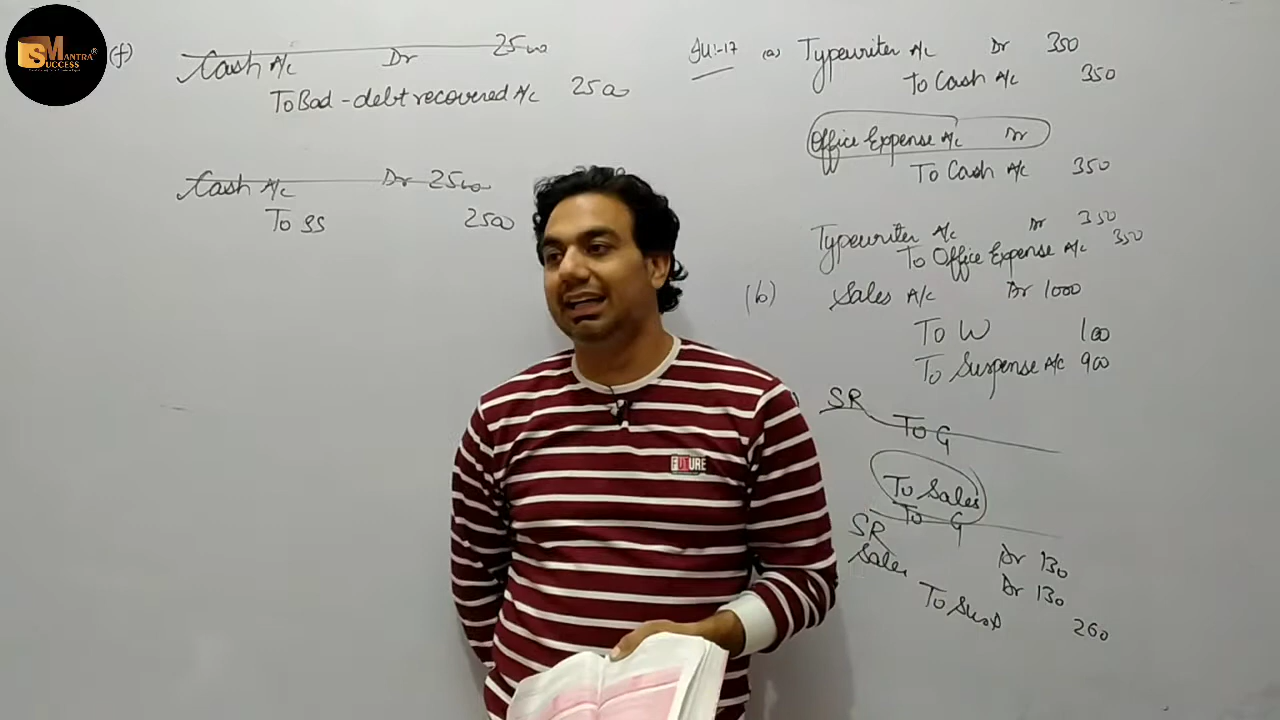 SM MANTRA®
SUCCESS
(f) Cash A/c Dr 2500
To Bad-debt recovered A/c 2500
Cash A/c Dr 2500
To SS 2500
FUTURE
Ill:-17 (a) Typewriter A/c Dr 350
To Cash A/c 350
Office Expense A/c Dr
To Cash A/c 350
Typewriter A/c Dr 350
To Office Expense A/c 350
(b) Sales A/c Dr 1000
To W 100
To Suspense A/c 900
SR
To G
To Sales
To G
SR Dr 130
Sales Dr 130
To Susp 260